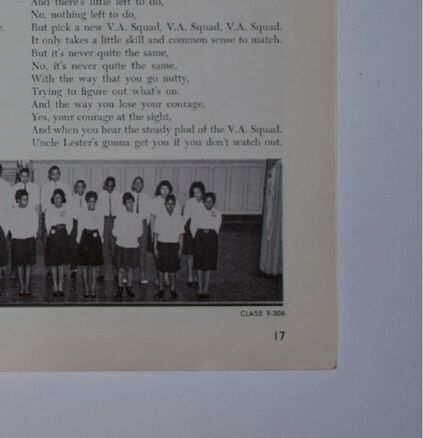 And there's little left to do,
No, nothing left to do,
But pick a new V.A. Squad, V.A. Squad, V.A. Squad.
It only takes a little skill and common sense to match.
But it's never quite the same,
No, it's never quite the same.
With the way that you go nutty,
Trying to figure out what's on.
And the way you lose your courage,
Yes, your courage at the sight,
And when you hear the steady plod of the V.A. Squad.
Uncle Lester's gonna get you if you don't watch out.
CLASS 9-306
17